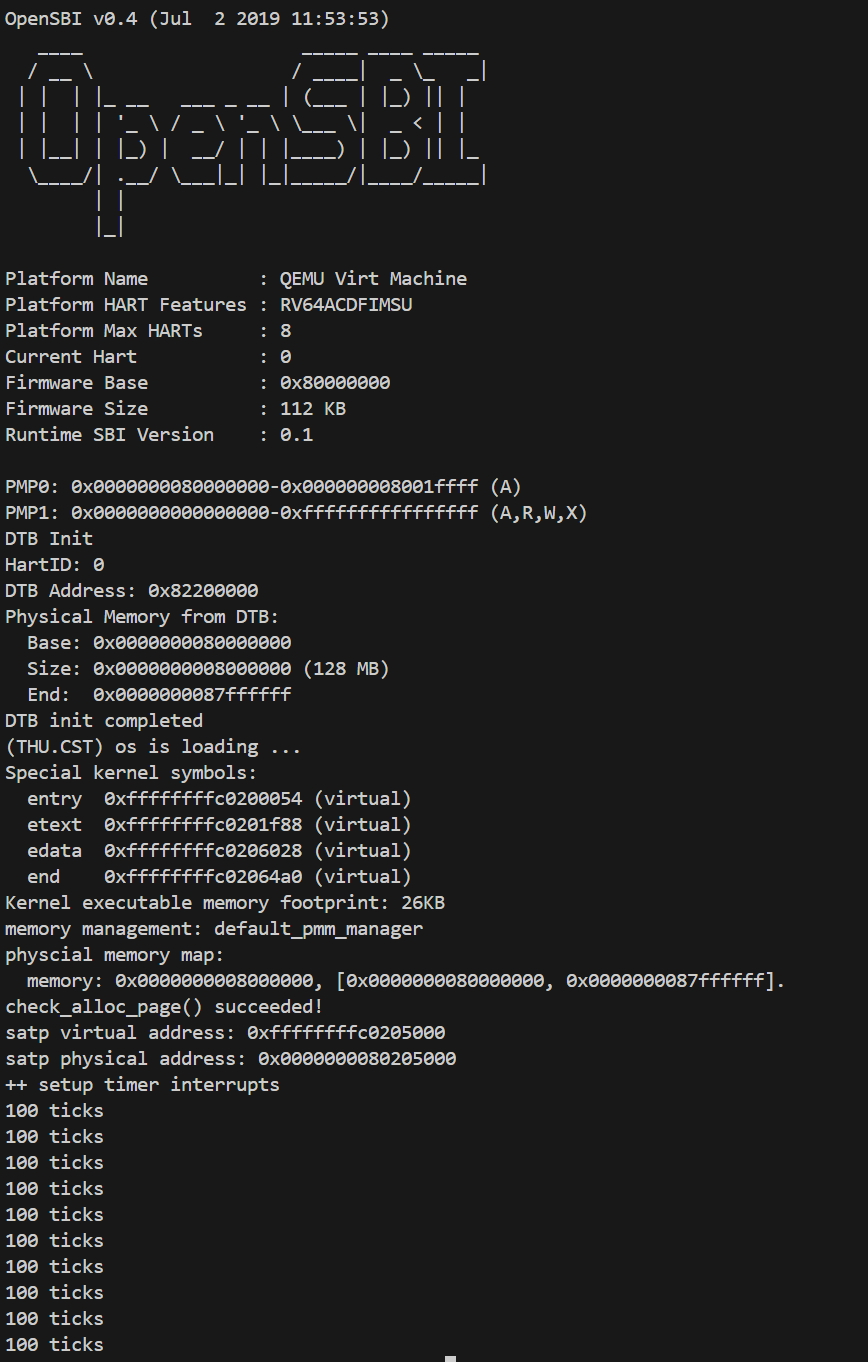 OpenSBI v0.4 (Jul  2 2019 11:53:53)
   ____                    _____ ____ _____
  / __ \                  / ____|  _ \_   _|
 | |  | |_ __   ___ _ __ | (___ | |_) || |
 | |  | | '_ \ / _ \ '_ \ \___ \|  _ < | |
 | |__| | |_) |  __/ | | |____) | |_) || |_
  \____/| .__/ \___|_| |_|_____/|____/_____|
        | |
        |_|

Platform Name          : QEMU Virt Machine
Platform HART Features : RV64ACDFIMSU
Platform Max HARTs     : 8
Current Hart           : 0
Firmware Base          : 0x80000000
Firmware Size          : 112 KB
Runtime SBI Version    : 0.1

PMP0: 0x0000000080000000-0x000000008001ffff (A)
PMP1: 0x0000000000000000-0xffffffffffffffff (A,R,W,X)
DTB Init
HartID: 0
DTB Address: 0x82200000
Physical Memory from DTB:
  Base: 0x0000000080000000
  Size: 0x0000000008000000 (128 MB)
  End:  0x0000000087ffffff
DTB init completed
(THU.CST) os is loading ...
Special kernel symbols:
  entry  0xffffffffc0200054 (virtual)
  etext  0xffffffffc0201f88 (virtual)
  edata  0xffffffffc0206028 (virtual)
  end    0xffffffffc02064a0 (virtual)
Kernel executable memory footprint: 26KB
memory management: default_pmm_manager
physcial memory map:
  memory: 0x0000000008000000, [0x0000000080000000, 0x0000000087ffffff].
check_alloc_page() succeeded!
satp virtual address: 0xffffffffc0205000
satp physical address: 0x0000000080205000
++ setup timer interrupts
100 ticks
100 ticks
100 ticks
100 ticks
100 ticks
100 ticks
100 ticks
100 ticks
100 ticks
100 ticks